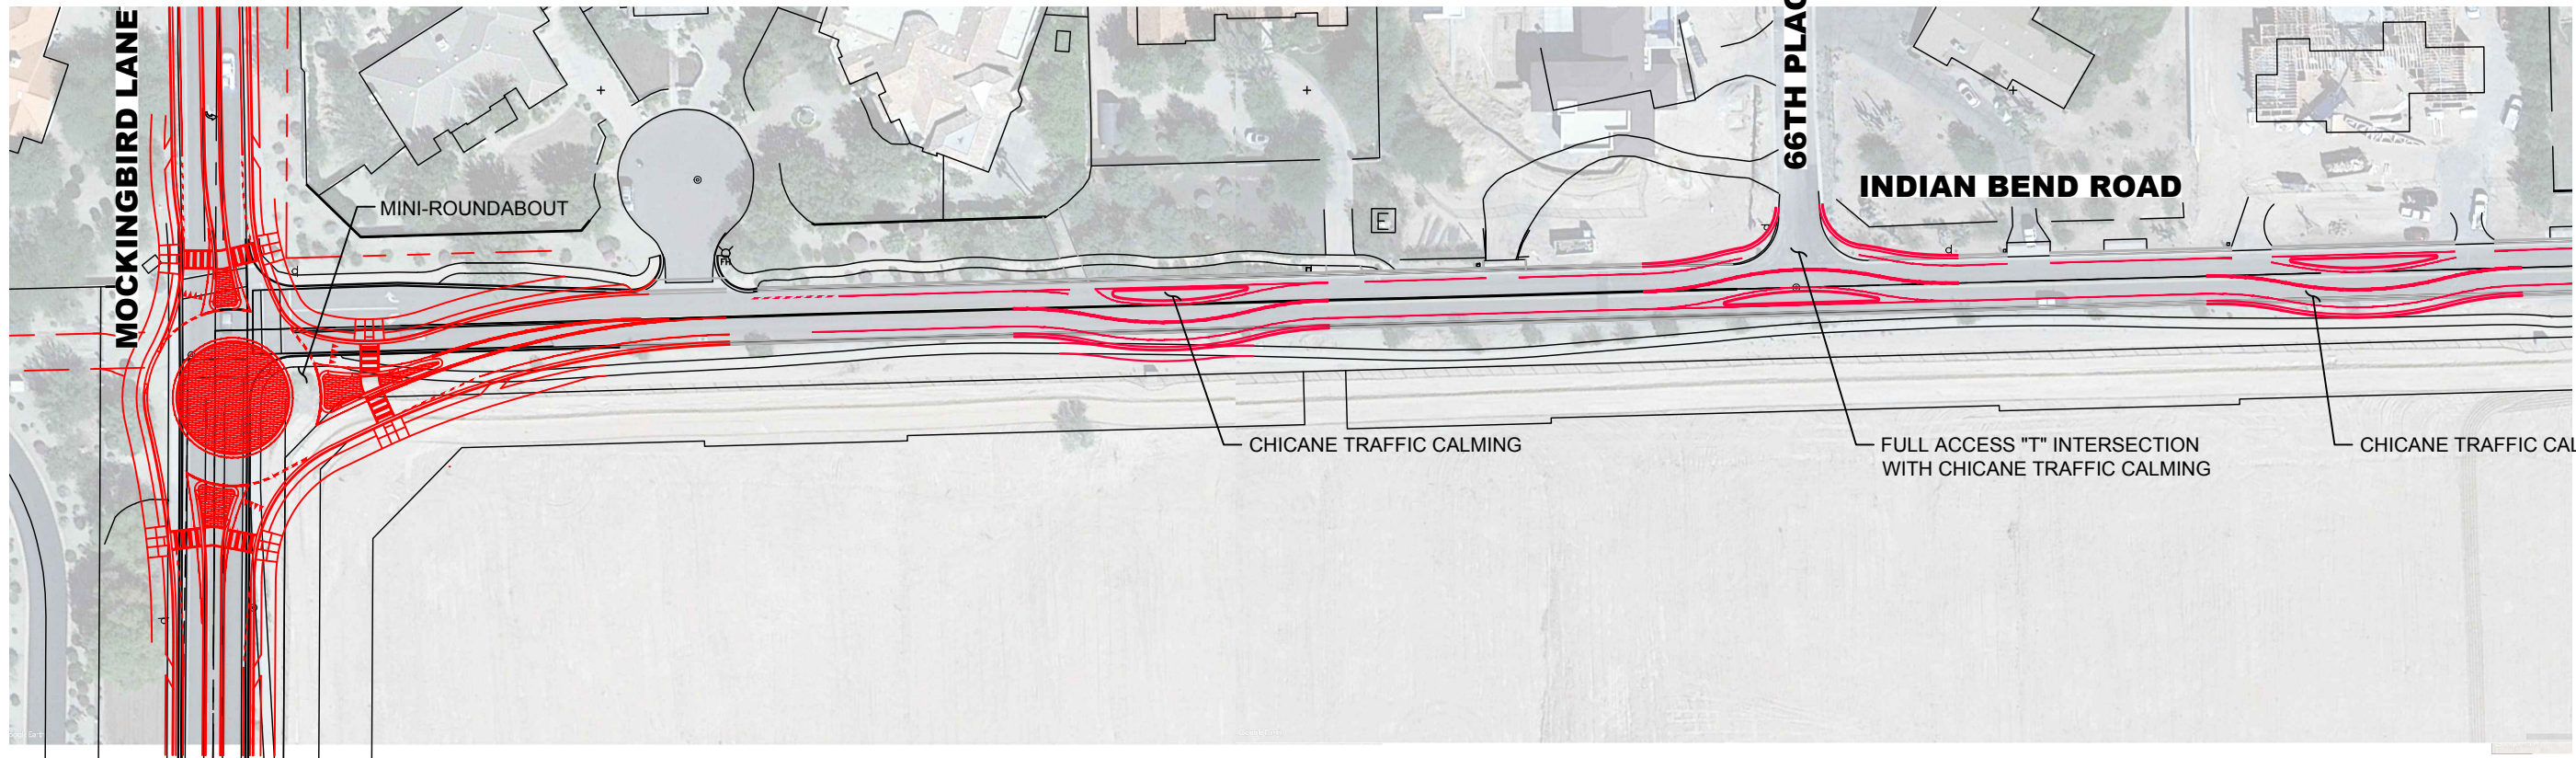 MOCKINGBIRD LANE
66TH PLAC
INDIAN BEND ROAD
MINI-ROUNDABOUT
FH
E
CHICANE TRAFFIC CALMING
FULL ACCESS "T" INTERSECTION
WITH CHICANE TRAFFIC CALMING
CHICANE TRAFFIC CAL